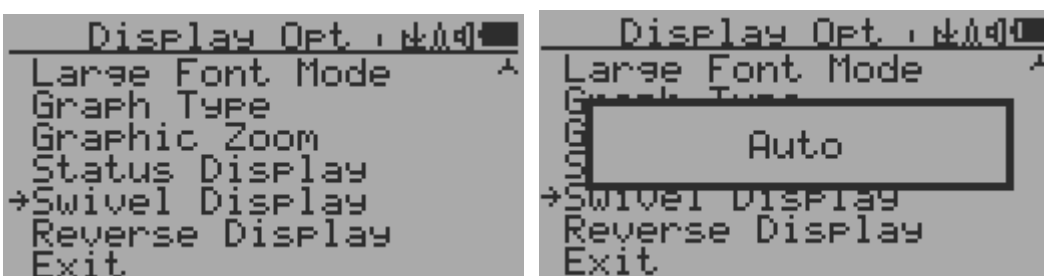 Display Opt
Large Font Mode
Graph Type
Graphic Zoom
Status Display
→Swivel Display
Reverse Display
Exit
Display Opt
Large Font Mode
Auto
→Swivel Display
Reverse Display
Exit